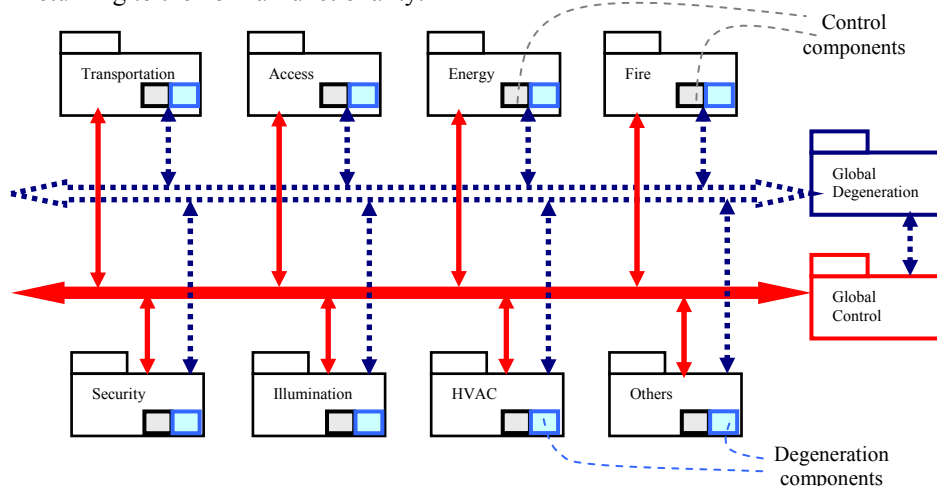 Control
components
Transportation
Access
Energy
Fire
Global
Degeneration
Global
Control
Security
Illumination
HVAC
Others
Degeneration
components